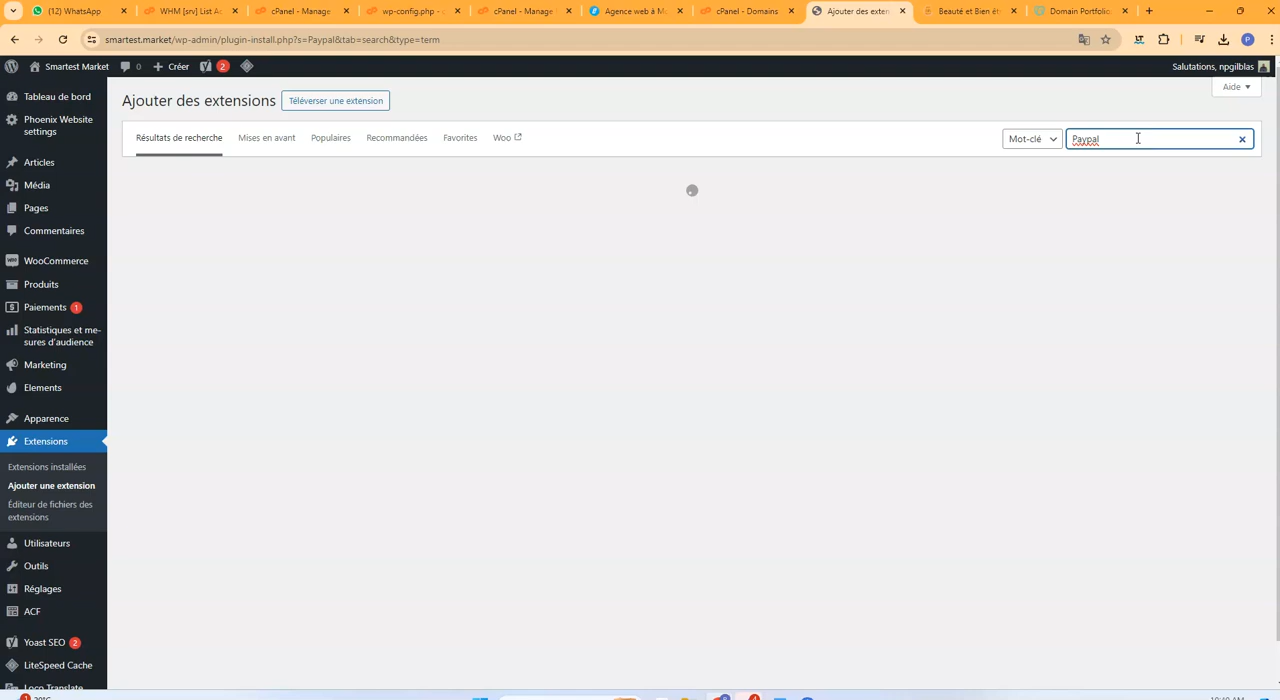 (12) WhatsApp
WHM [srv] List A
cPanel - Manage
wp-config.php -
cPanel - Manage
Agence web à M
cPanel - Domains
Ajouter des exten
Beauté et Bien êt
Domain Portfolio
smartest.market/wp-admin/plugin-install.php?s=Paypal&tab=search&type=term
Smartest Market
0
Créer
2
Salutations, npgilblas
Aide
Ajouter des extensions
Téléverser une extension
Résultats de recherche
Mises en avant
Populaires
Recommandées
Favorites
Woo
Mot-clé
Paypal
Tableau de bord
Phoenix Website
settings
Articles
Média
Pages
Commentaires
WooCommerce
Produits
Paiements 1
Statistiques et me-
sures d'audience
Marketing
Elements
Apparence
Extensions
Extensions installées
Ajouter une extension
Éditeur de fichiers des
extensions
Utilisateurs
Outils
Réglages
ACF
Yoast SEO 2
LiteSpeed Cache
Loco Translate